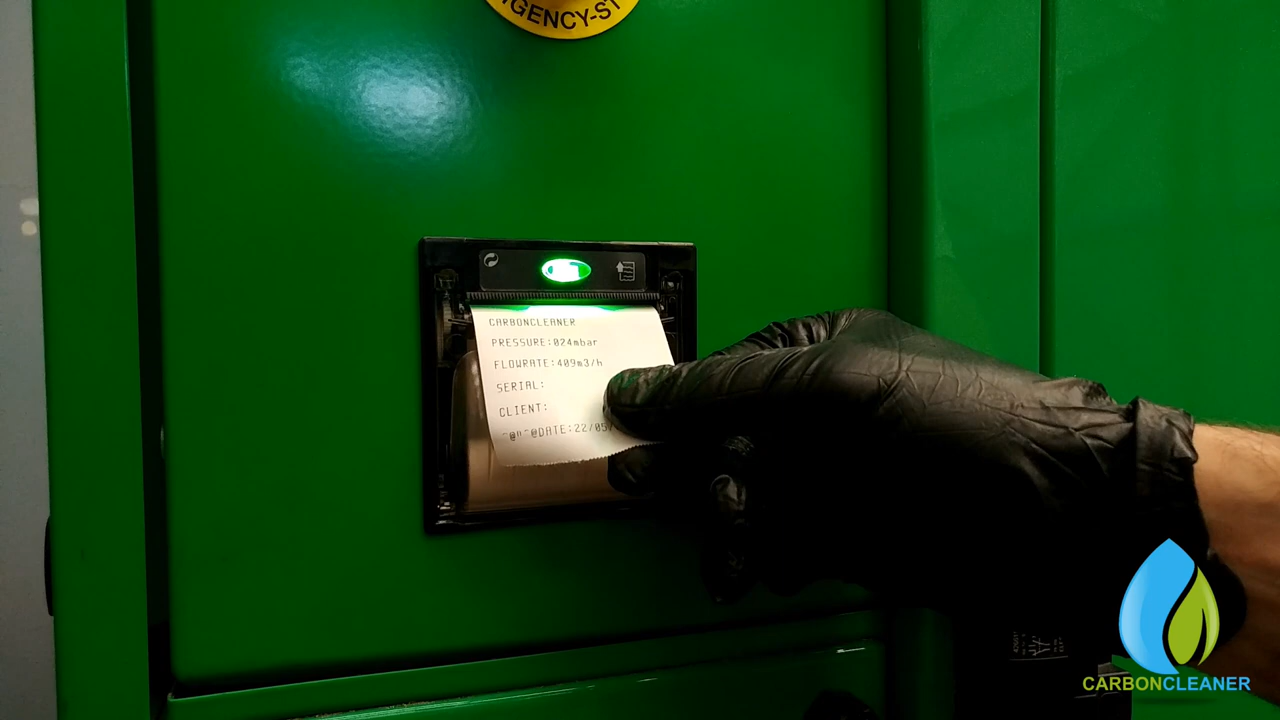 GENCY-ST
CARBONCLEANER
PRESSURE:024mbar
FLOWRATE:409m3/h
SERIAL:
CLIENT:
~@"~@DATE:22/05/
CARBONCLEANER